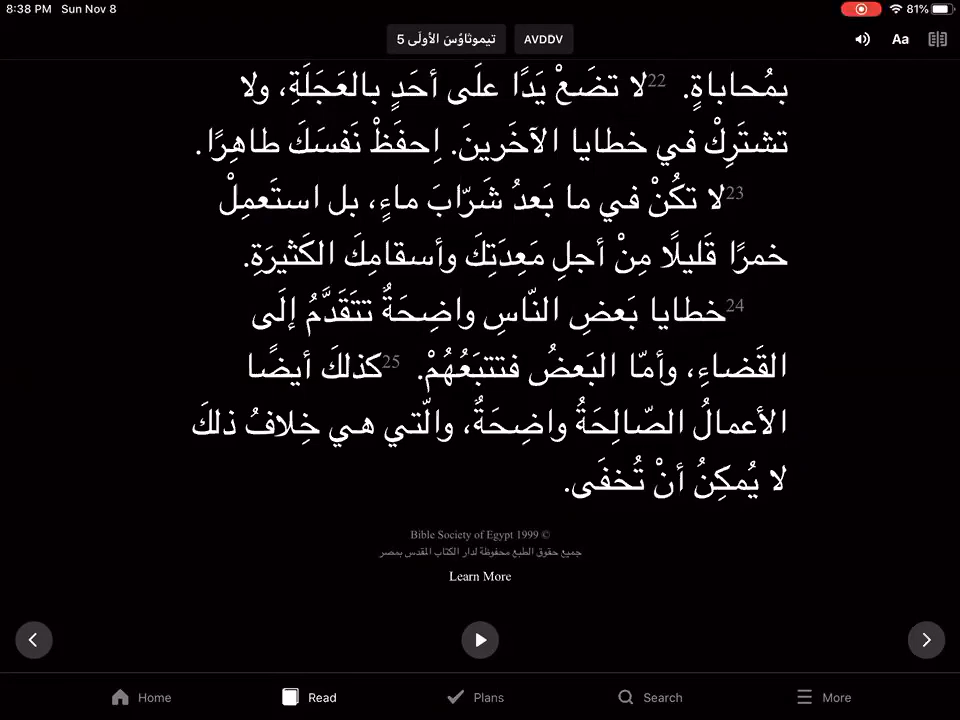 8:38 PM Sun Nov 8 81%
تيموثاوُسَ الأولَى 5 AVDDV Aa
بمُحاباةٍ. 22لا تضَعْ يَدًا علَى أحَدٍ بالعَجَلَةِ، ولا
تشتَرِكْ في خطايا الآخَرينَ. اِحفَظْ نَفسَكَ طاهِرًا.
23لا تكُنْ في ما بَعدُ شَرّابَ ماءٍ، بل استَعمِلْ
خمرًا قَليلًا مِنْ أجلِ مَعِدَتِكَ وأسقامِكَ الكَثيرَةِ.
24خطايا بَعضِ النّاسِ واضِحَةٌ تتَقَدَّمُ إلَى
القَضاءِ، وأمّا البَعضُ فتتبَعُهُمْ. 25كذلكَ أيضًا
الأعمالُ الصّالِحَةُ واضِحَةٌ، والّتي هي خِلافُ ذلكَ
لا يُمكِنُ أنْ تُخفَى.
Bible Society of Egypt 1999 ©
جميع حقوق الطبع محفوظة لدار الكتاب المقدس بمصر
Learn More
Home Read Plans Search More